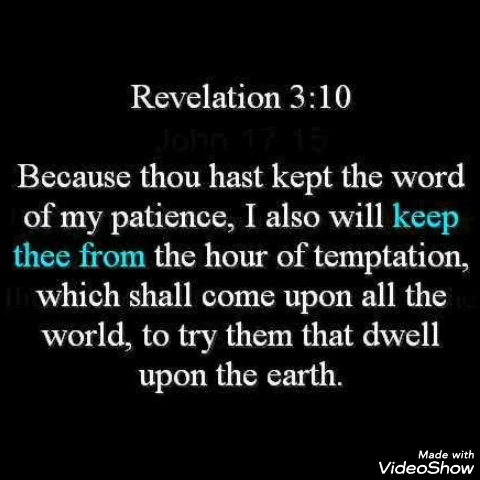 Revelation 3:10
John 17 15
Because thou hast kept the word
of my patience, I also will keep
thee from the hour of temptation,
which shall come upon all the
world, to try them that dwell
upon the earth.
Made with
VideoShow